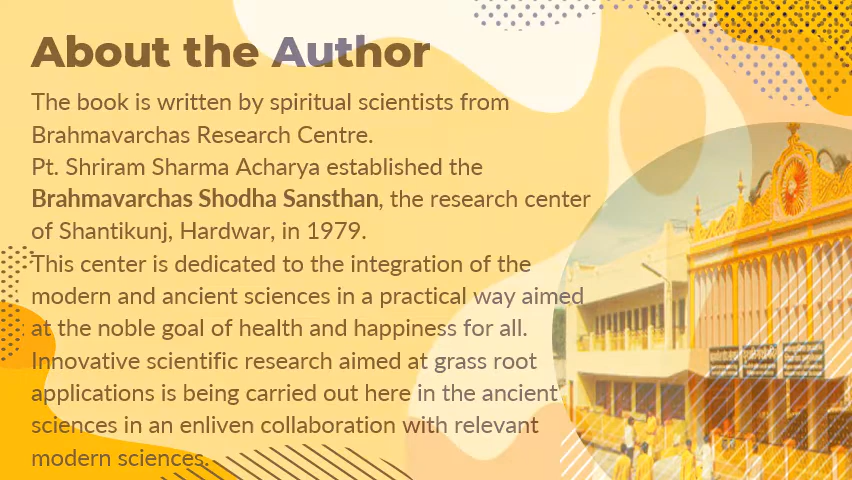 About the Author
The book is written by spiritual scientists from
Brahmavarchas Research Centre.
Pt. Shriram Sharma Acharya established the
Brahmavarchas Shodha Sansthan, the research center
of Shantikunj, Hardwar, in 1979.
This center is dedicated to the integration of the
modern and ancient sciences in a practical way aimed
at the noble goal of health and happiness for all.
Innovative scientific research aimed at grass root
applications is being carried out here in the ancient
sciences in an enliven collaboration with relevant
modern sciences.